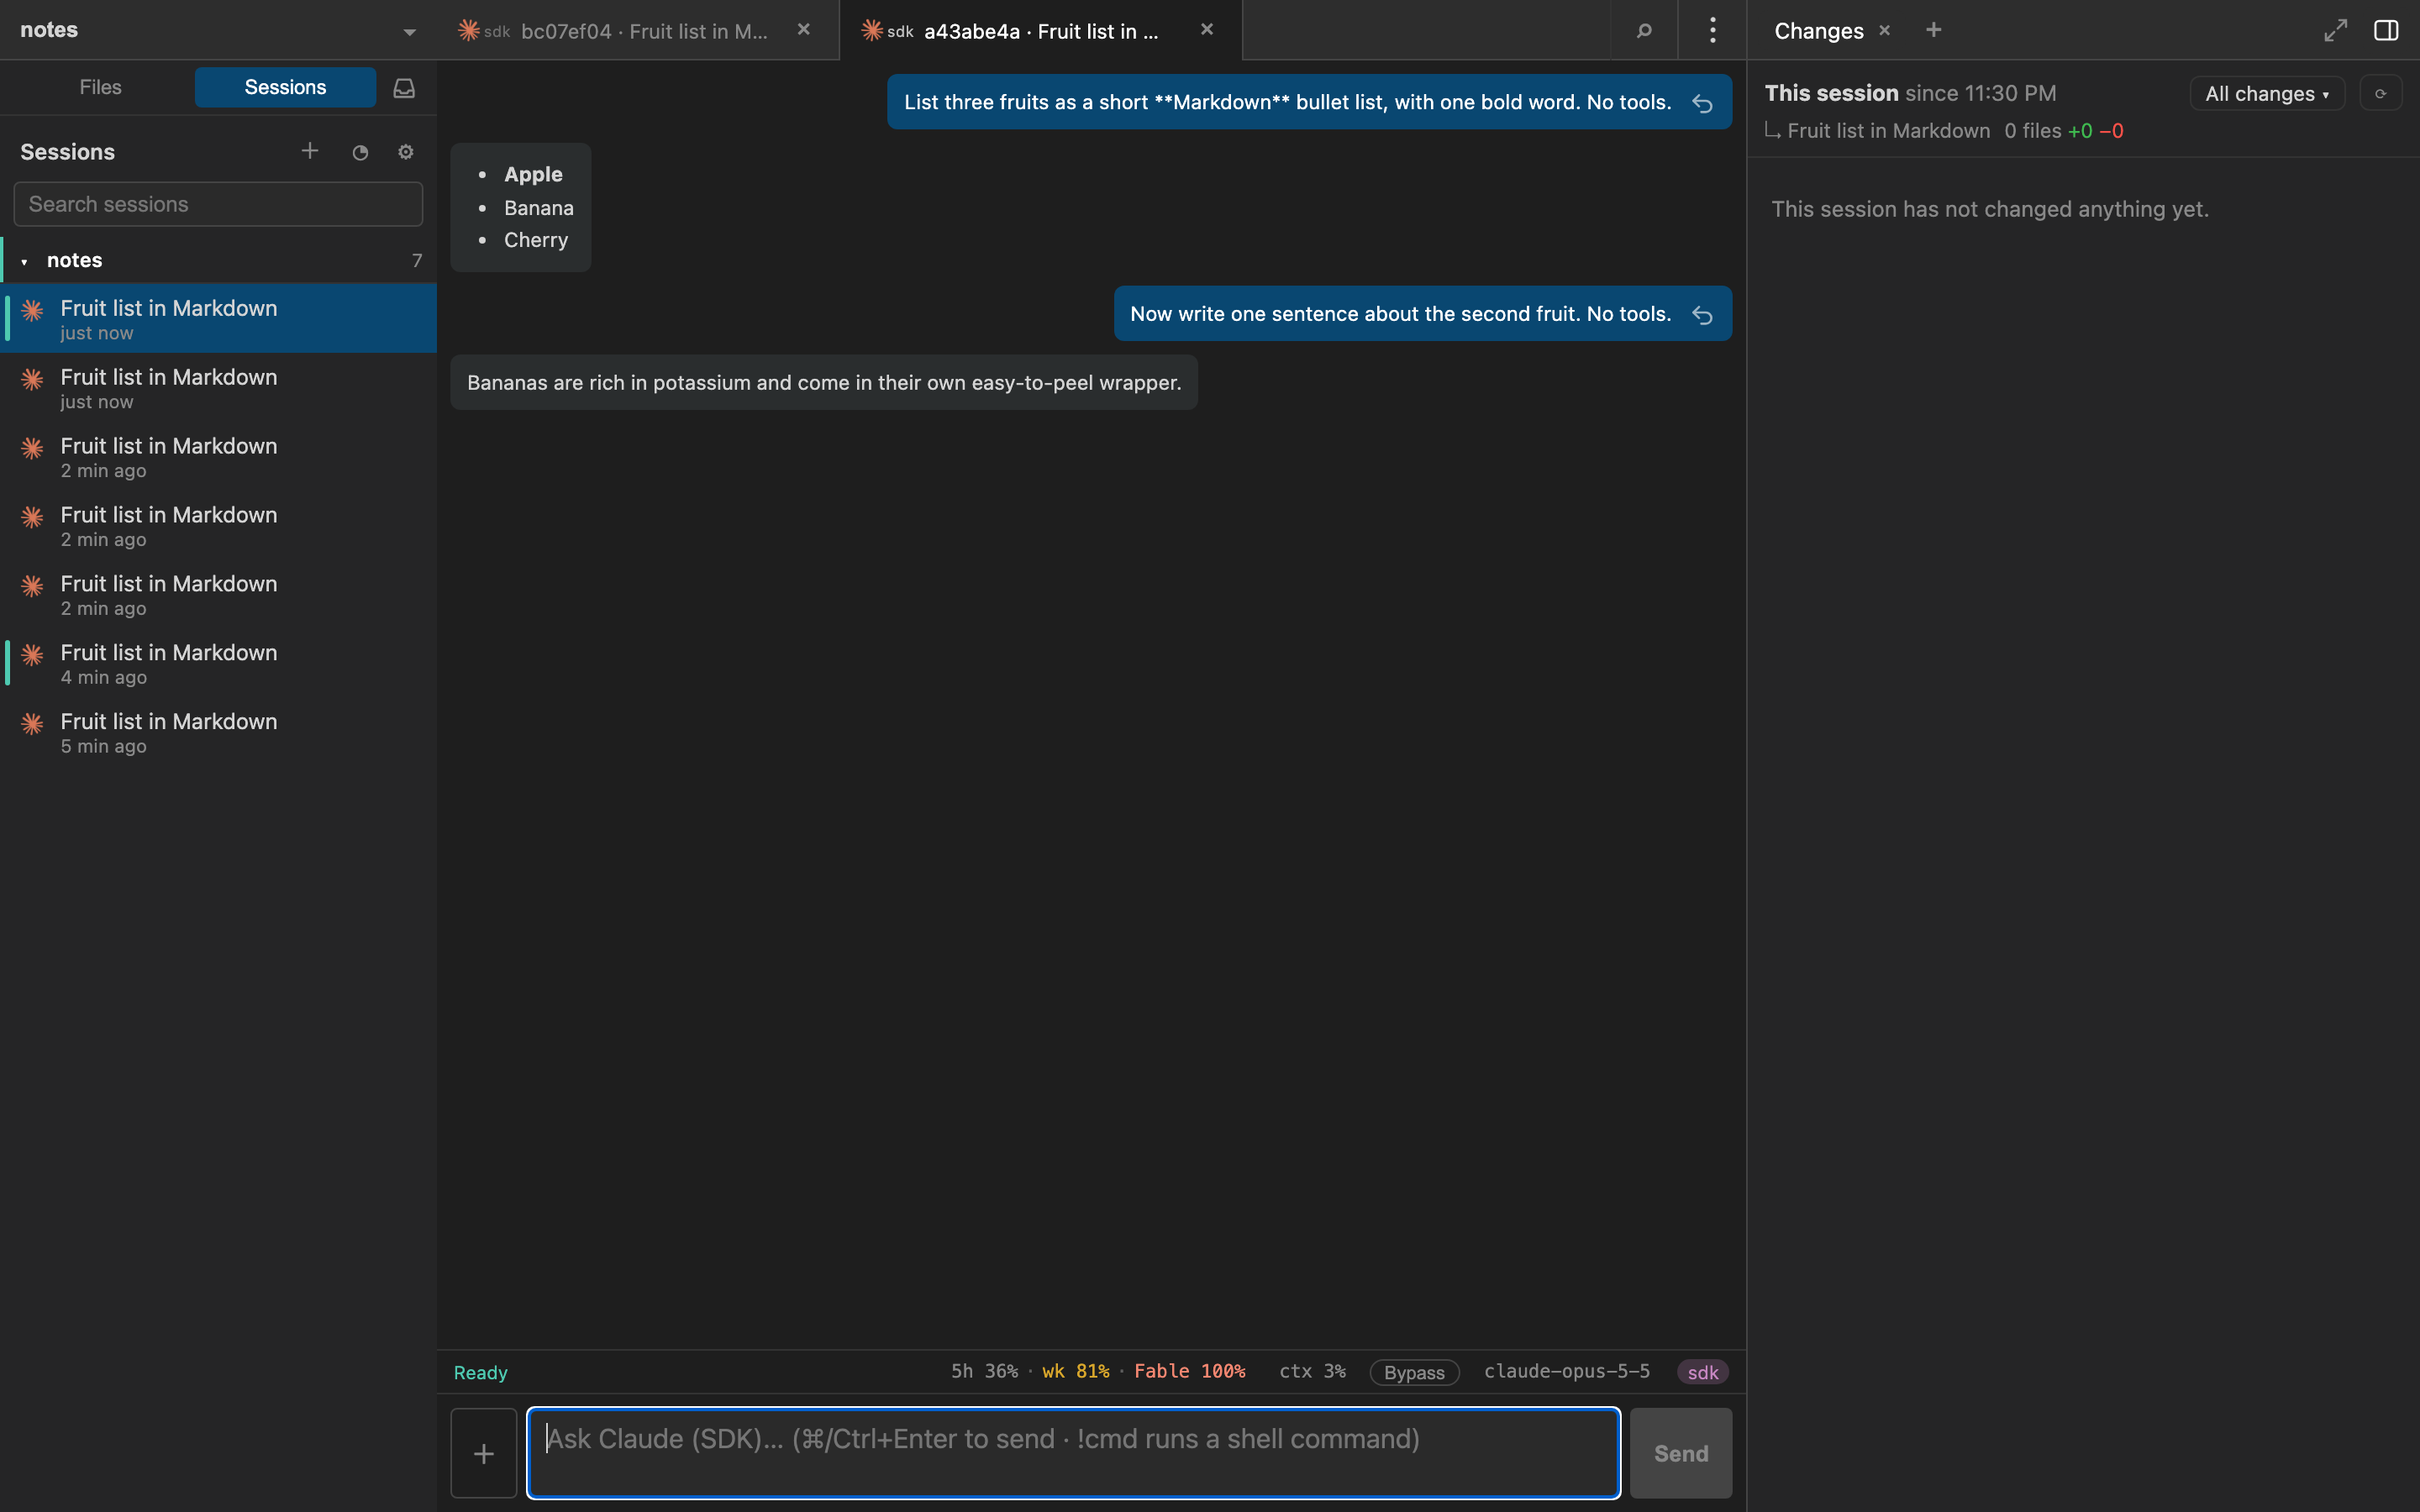 notes
Files
Sessions
Sessions
Search sessions
notes 7
Fruit list in Markdown
just now
Fruit list in Markdown
just now
Fruit list in Markdown
2 min ago
Fruit list in Markdown
2 min ago
Fruit list in Markdown
2 min ago
Fruit list in Markdown
4 min ago
Fruit list in Markdown
5 min ago
sdk bc07ef04 · Fruit list in M...
sdk a43abe4a · Fruit list in ...
List three fruits as a short **Markdown** bullet list, with one bold word. No tools.
• Apple
• Banana
• Cherry
Now write one sentence about the second fruit. No tools.
Bananas are rich in potassium and come in their own easy-to-peel wrapper.
Ready 5h 36% · wk 81% · Fable 100% ctx 3% Bypass claude-opus-5-5 sdk
Ask Claude (SDK)... (⌘/Ctrl+Enter to send · !cmd runs a shell command)
Send
Changes
This session since 11:30 PM
All changes
Fruit list in Markdown 0 files +0 −0
This session has not changed anything yet.